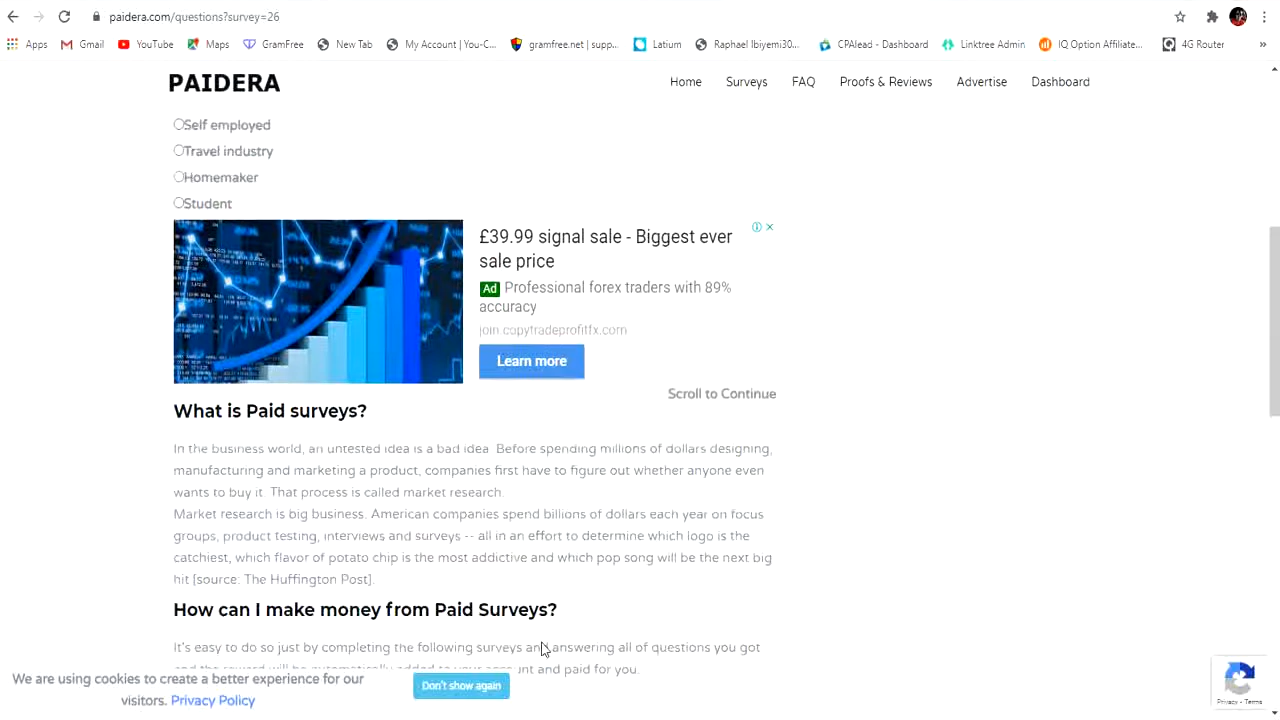 paidera.com/questions?survey=26
Apps Gmail YouTube Maps GramFree New Tab My Account | You-C... gramfree.net | supp... Latium Raphael Ibiyemi30... CPAlead - Dashboard Linktree Admin IQ Option Affiliate... 4G Router »
PAIDERA Home Surveys FAQ Proofs & Reviews Advertise Dashboard
Self employed
Travel industry
Homemaker
Student
£39.99 signal sale - Biggest ever
sale price
Ad Professional forex traders with 89%
accuracy
join.copytradeprofitfx.com
Learn more
Scroll to Continue
What is Paid surveys?
In the business world, an untested idea is a bad idea. Before spending millions of dollars designing,
manufacturing and marketing a product, companies first have to figure out whether anyone even
wants to buy it. That process is called market research.
Market research is big business. American companies spend billions of dollars each year on focus
groups, product testing, interviews and surveys -- all in an effort to determine which logo is the
catchiest, which flavor of potato chip is the most addictive and which pop song will be the next big
hit [source: The Huffington Post].
How can I make money from Paid Surveys?
It's easy to do so just by completing the following surveys and answering all of questions you got
and the reward will be automatically added to your account and paid for you.
We are using cookies to create a better experience for our
visitors. Privacy Policy
Don't show again
Privacy - Terms